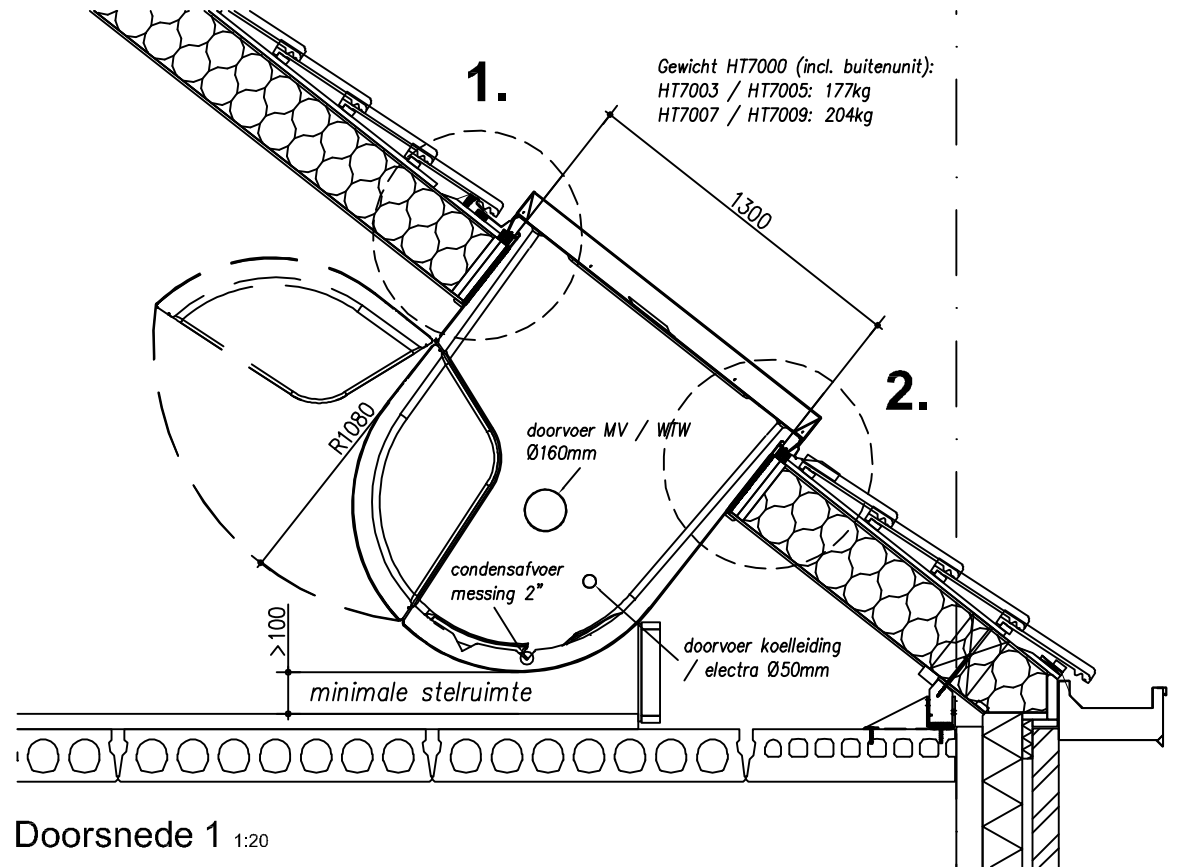 1.
Gewicht HT7000 (incl. buitenunit):
HT7003 / HT7005: 177kg
HT7007 / HT7009: 204kg
1300
2.
R1080
doorvoer MV / WTW
Ø160mm
condensafvoer
messing 2"
>100
doorvoer koelleiding
/ electra Ø50mm
minimale stelruimte
Doorsnede 1 1:20